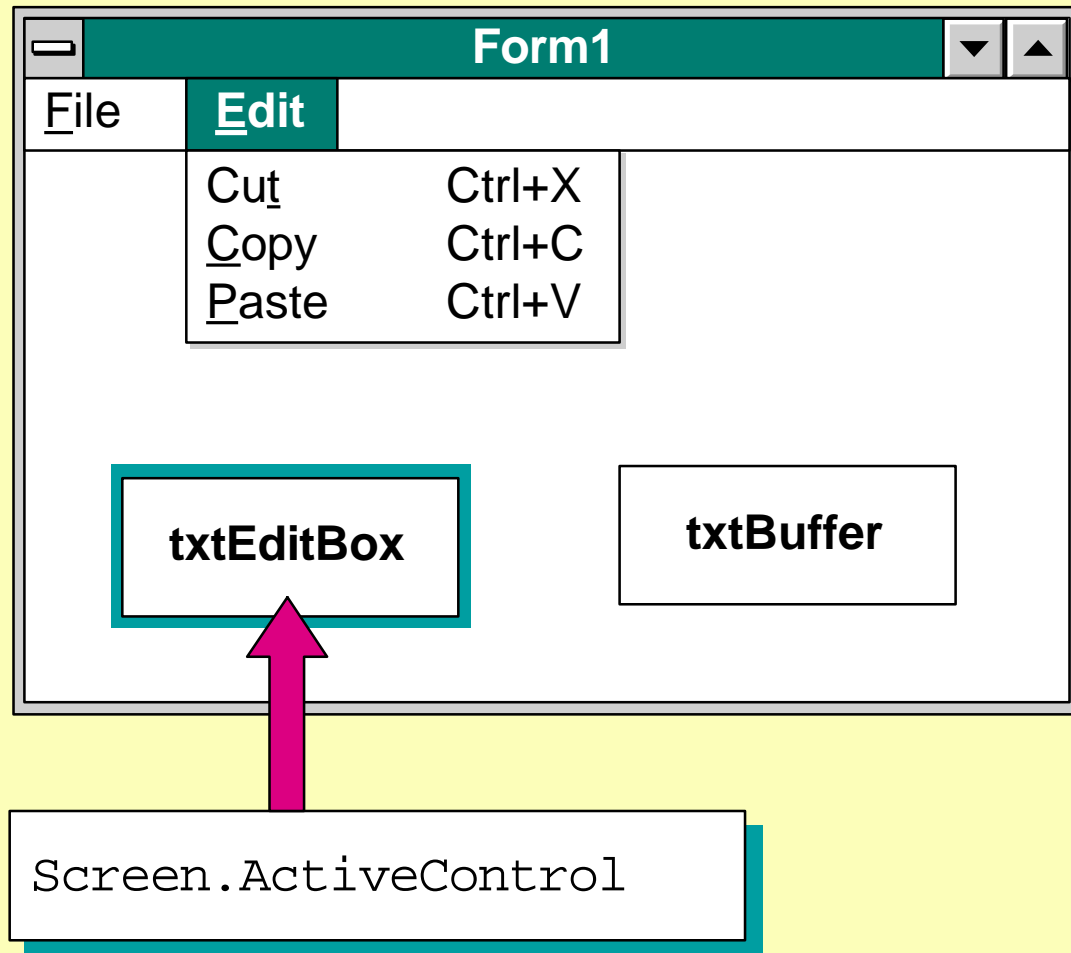 Form1
File Edit
Cut Ctrl+X
Copy Ctrl+C
Paste Ctrl+V
txtEditBox txtBuffer
Screen.ActiveControl